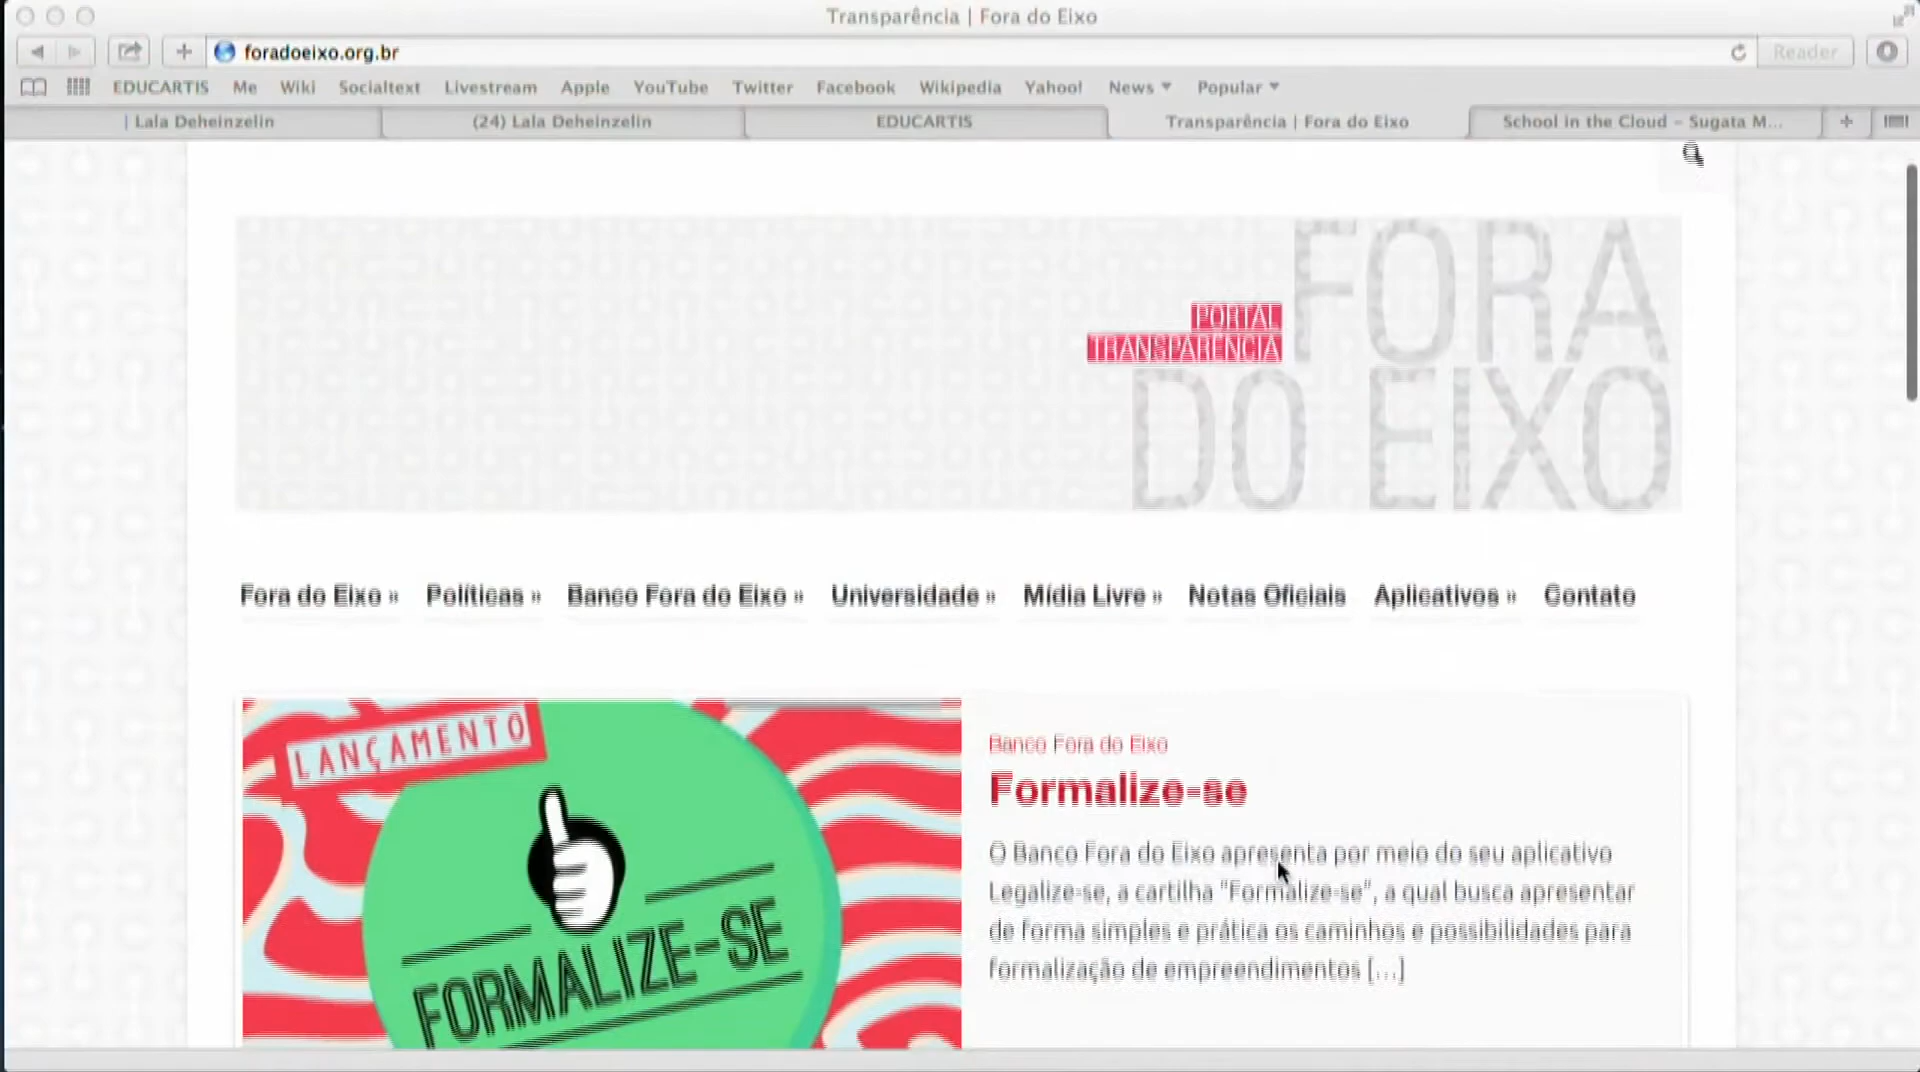 Transparência | Fora do Eixo
foradoeixo.org.br
Reader
EDUCARTIS Me Wiki Socialtext Livestream Apple YouTube Twitter Facebook Wikipedia Yahoo! News Popular
| Lala Deheinzelin
(24) Lala Deheinzelin
EDUCARTIS
Transparência | Fora do Eixo
School in the Cloud – Sugata M...
PORTAL
TRANSPARÊNCIA
FORA
DO EIXO
Fora do Eixo » Políticas » Banco Fora do Eixo » Universidade » Mídia Livre » Notas Oficiais Aplicativos » Contato
LANÇAMENTO
FORMALIZE-SE
Banco Fora do Eixo
Formalize-se
O Banco Fora do Eixo apresenta por meio do seu aplicativo
Legalize-se, a cartilha "Formalize-se", a qual busca apresentar
de forma simples e prática os caminhos e possibilidades para
formalização de empreendimentos [...]